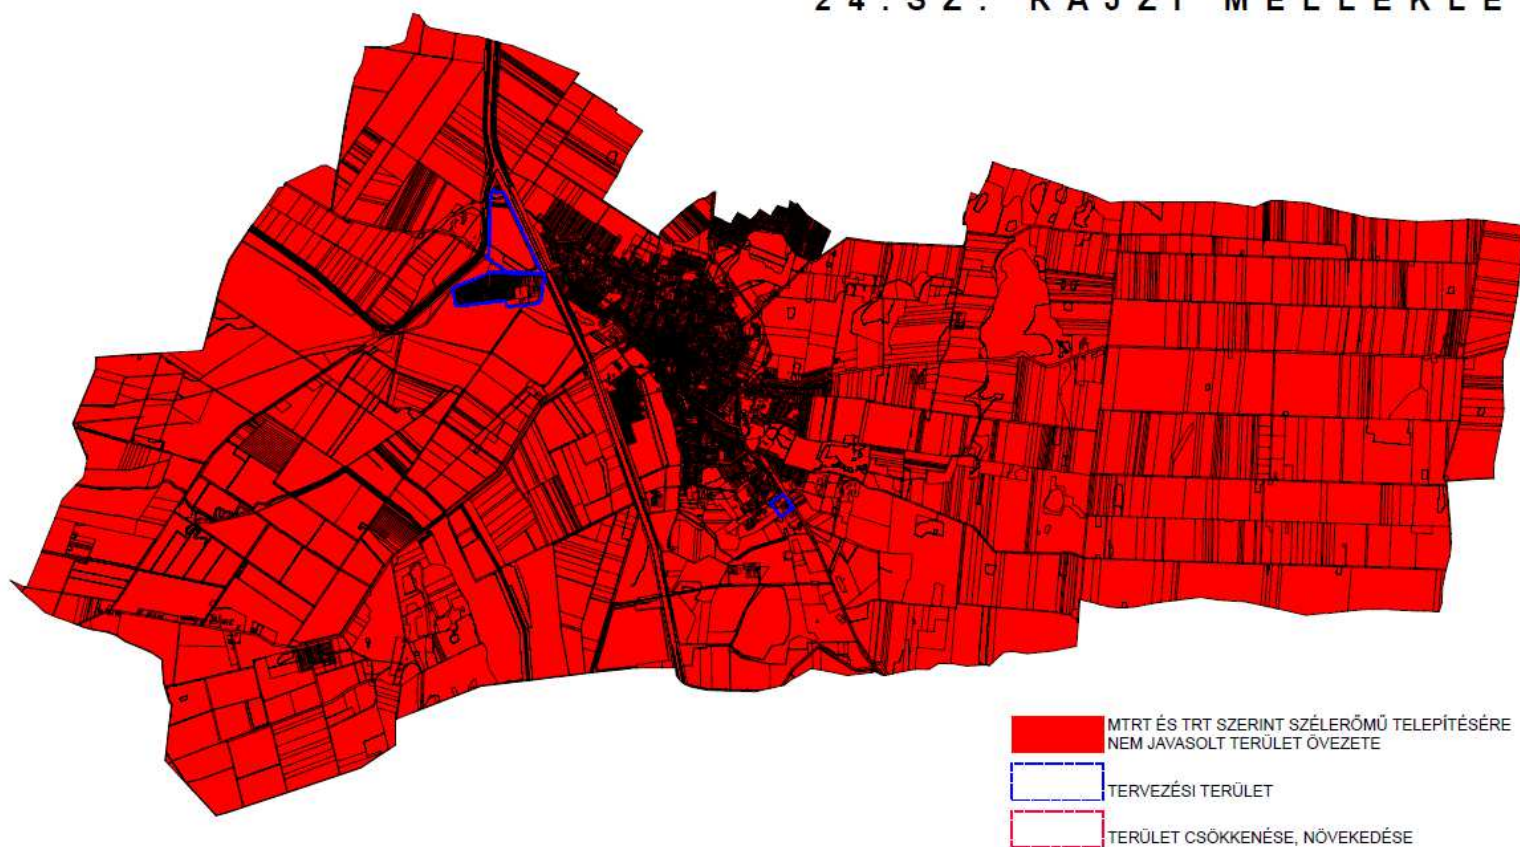 24.SZ. RAJZI MELLÉKLE
MTRT ÉS TRT SZERINT SZÉLERŐMŰ TELEPÍTÉSÉRE
NEM JAVASOLT TERÜLET ÖVEZETE
TERVEZÉSI TERÜLET
TERÜLET CSÖKKENÉSE, NÖVEKEDÉSE